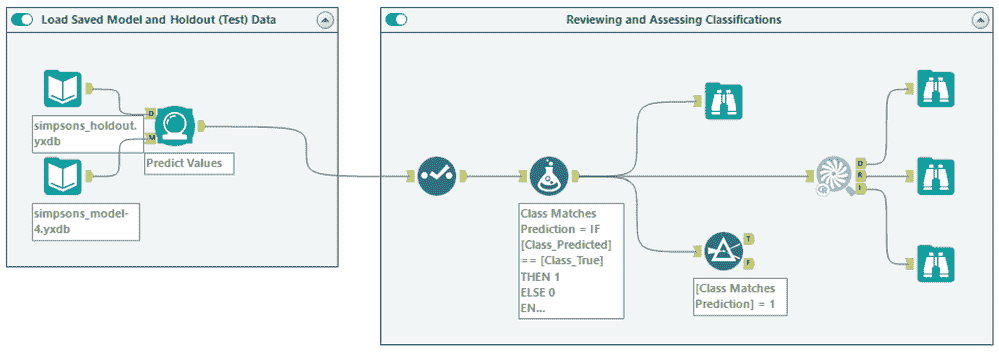 Load Saved Model and Holdout (Test) Data
simpsons_holdout.
yxdb
D
M
Predict Values
simpsons_model-
4.yxdb
Reviewing and Assessing Classifications
Class Matches
Prediction = IF
[Class_Predicted]
== [Class_True]
THEN 1
ELSE 0
EN...
T
F
[Class Matches
Prediction] = 1
D
R
I